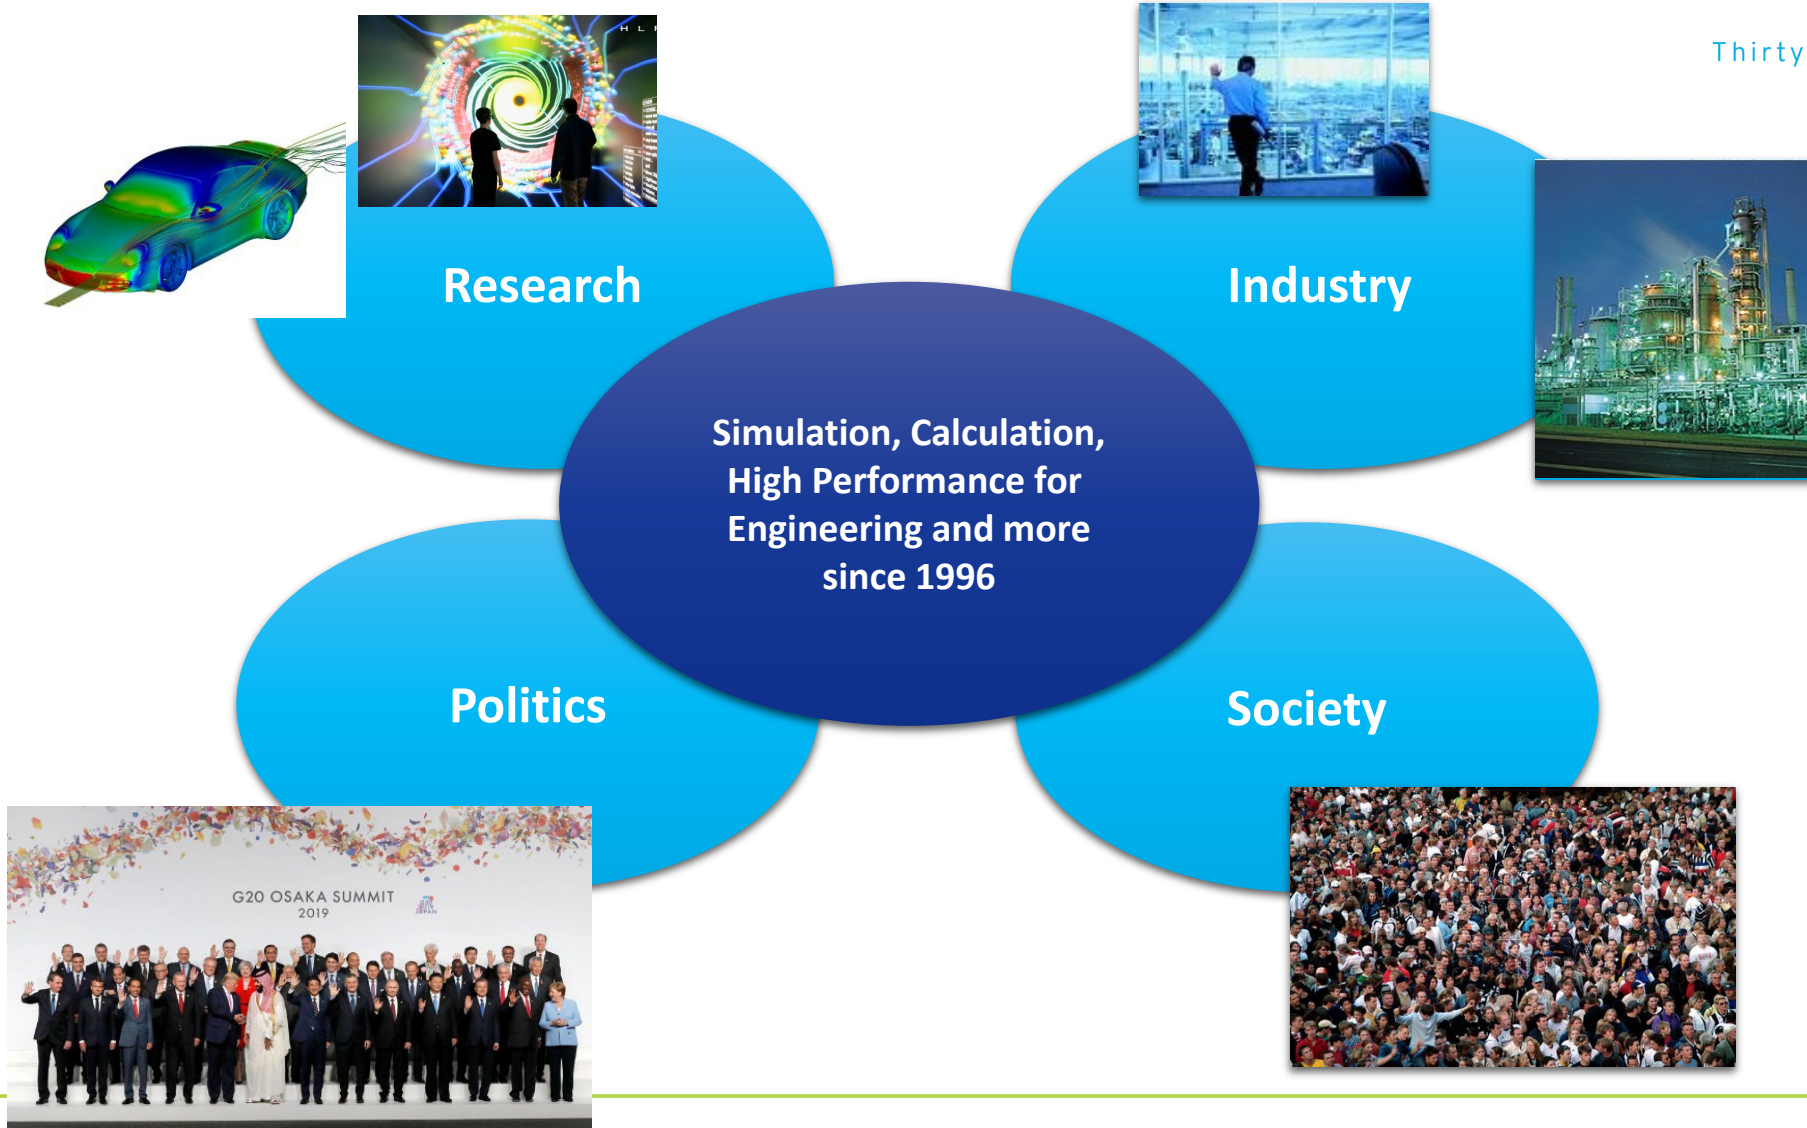 H L R
Thirty
Research
Industry
Simulation, Calculation,
High Performance for
Engineering and more
since 1996
Politics
Society
G20 OSAKA SUMMIT
2019
JAPAN